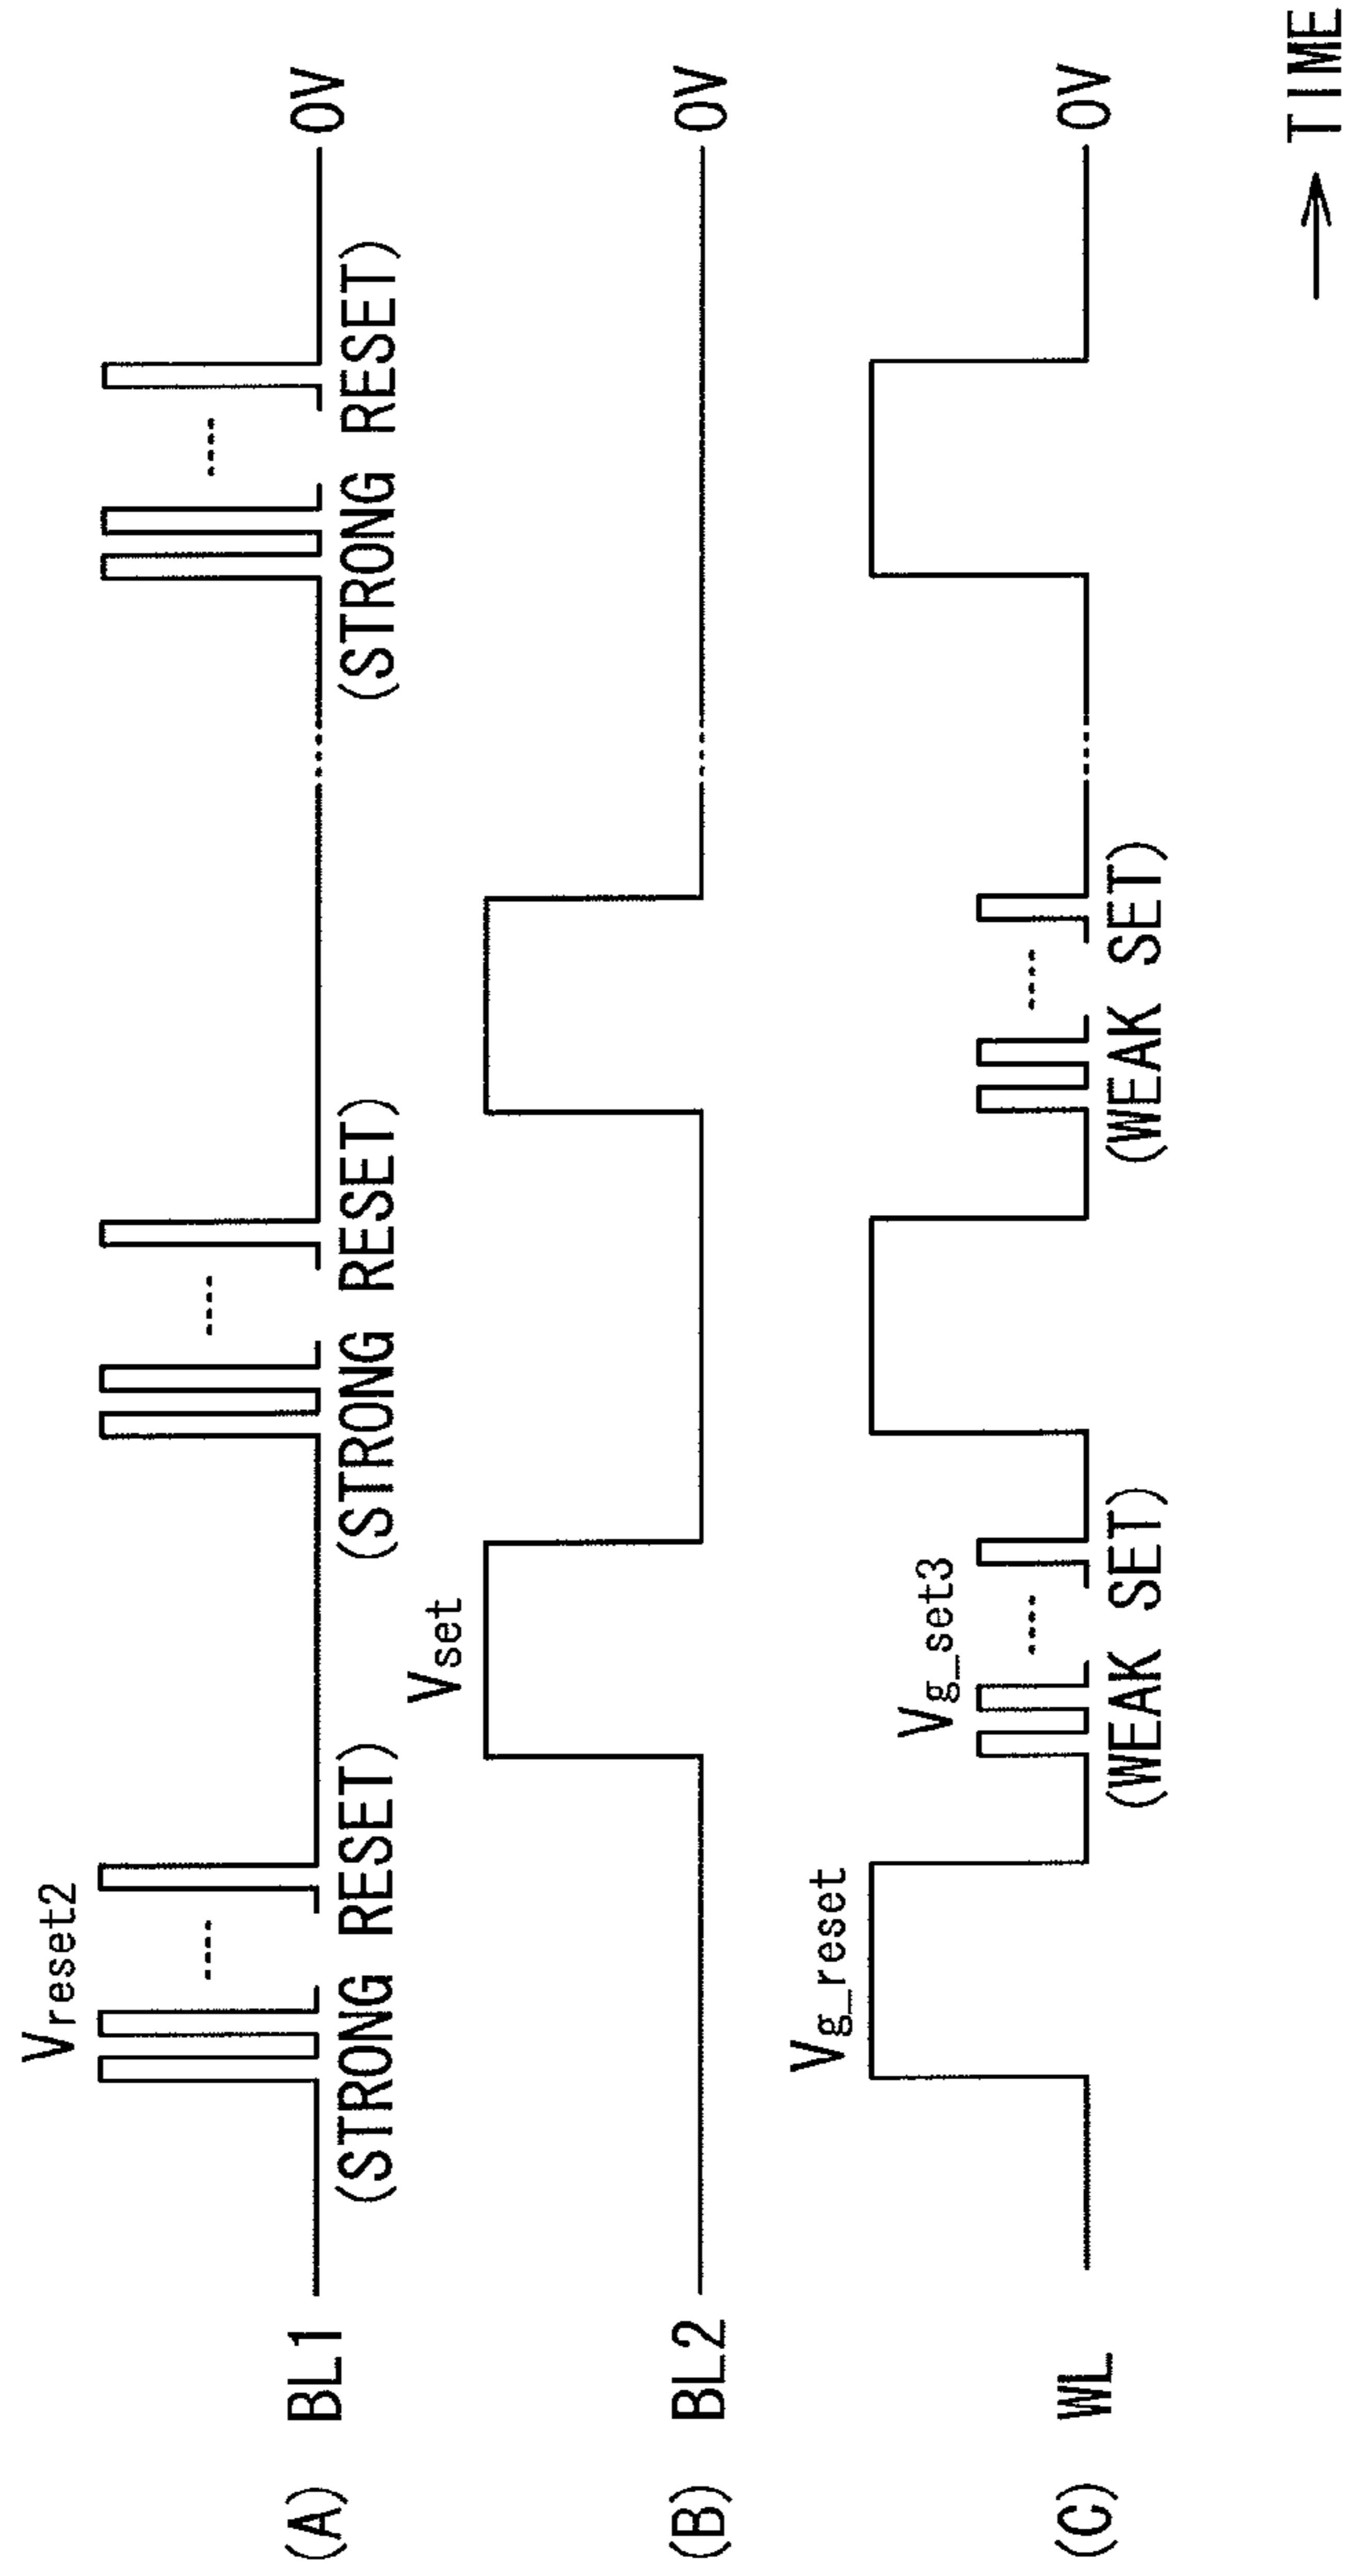 Vreset2
(A) BL1 0V
(STRONG RESET) (STRONG RESET) (STRONG RESET)
Vset
(B) BL2 0V
Vg_reset Vg_set3
(C) WL 0V
(WEAK SET) (WEAK SET)
→ TIME